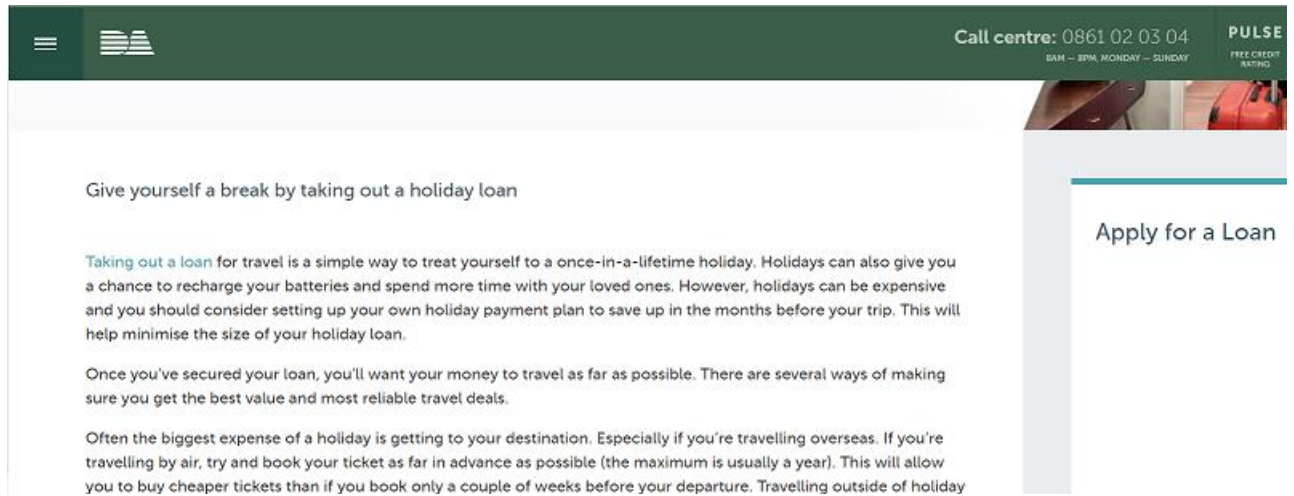 DA
Call centre: 0861 02 03 04
8AM – 8PM, MONDAY – SUNDAY
PULSE
FREE CREDIT
RATING
Give yourself a break by taking out a holiday loan
Apply for a Loan
Taking out a loan for travel is a simple way to treat yourself to a once-in-a-lifetime holiday. Holidays can also give you
a chance to recharge your batteries and spend more time with your loved ones. However, holidays can be expensive
and you should consider setting up your own holiday payment plan to save up in the months before your trip. This will
help minimise the size of your holiday loan.
Once you've secured your loan, you'll want your money to travel as far as possible. There are several ways of making
sure you get the best value and most reliable travel deals.
Often the biggest expense of a holiday is getting to your destination. Especially if you're travelling overseas. If you're
travelling by air, try and book your ticket as far in advance as possible (the maximum is usually a year). This will allow
you to buy cheaper tickets than if you book only a couple of weeks before your departure. Travelling outside of holiday